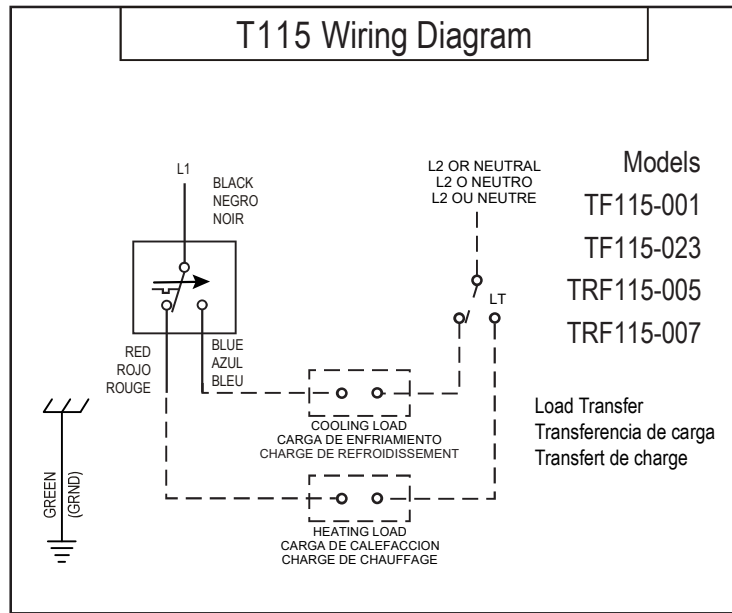 T115 Wiring Diagram
L1
BLACK
NEGRO
NOIR
L2 OR NEUTRAL
L2 O NEUTRO
L2 OU NEUTRE
LT
Models
TF115-001
TF115-023
TRF115-005
TRF115-007
RED
ROJO
ROUGE
BLUE
AZUL
BLEU
COOLING LOAD
CARGA DE ENFRIAMIENTO
CHARGE DE REFROIDISSEMENT
Load Transfer
Transferencia de carga
Transfert de charge
GREEN
(GRND)
HEATING LOAD
CARGA DE CALEFACCION
CHARGE DE CHAUFFAGE